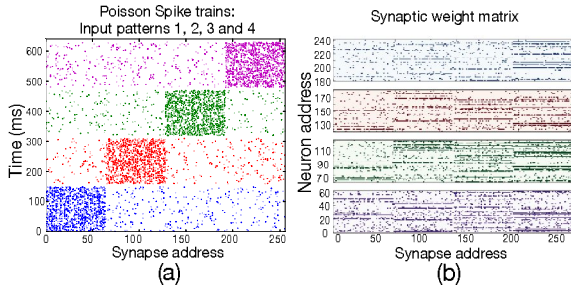 Poisson Spike trains:
Input patterns 1, 2, 3 and 4
Time (ms)
600
500
400
300
200
100
0
0 50 100 150 200 250
Synapse address
(a)
Synaptic weight matrix
Neuron address
240
220
200
180
170
150
130
110
90
70
60
40
20
0
0 50 100 150 200 250
Synapse address
(b)